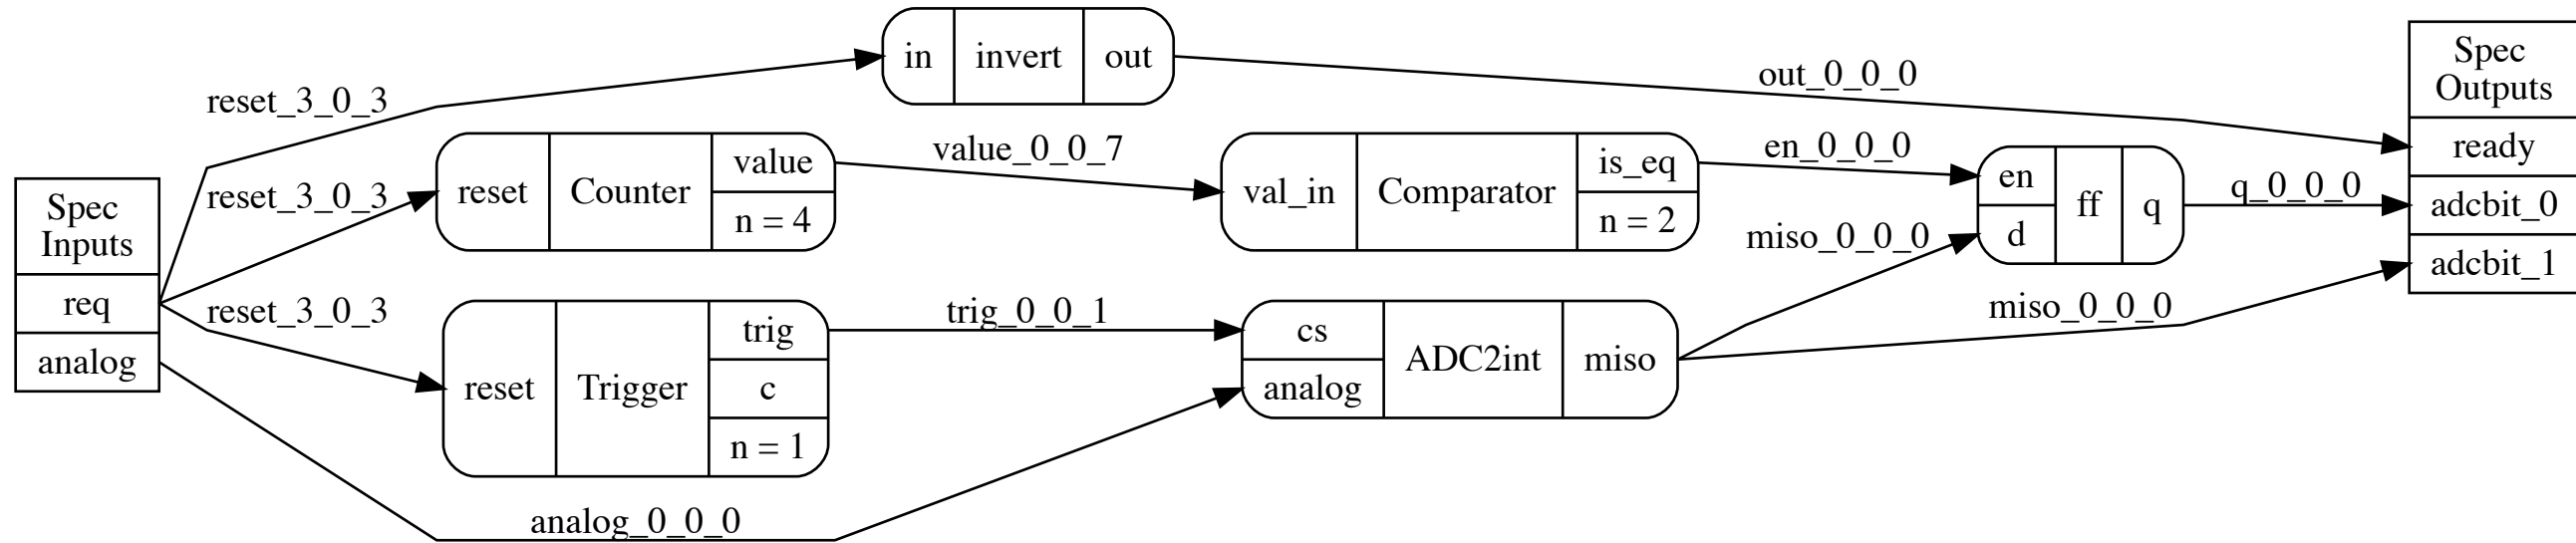 Spec
Inputs
req
analog
reset_3_0_3
reset_3_0_3
reset_3_0_3
analog_0_0_0
in
invert
out
reset
Counter
value
n = 4
reset
Trigger
trig
c
n = 1
value_0_0_7
trig_0_0_1
val_in
Comparator
is_eq
n = 2
cs
analog
ADC2int
miso
out_0_0_0
en_0_0_0
miso_0_0_0
miso_0_0_0
en
d
ff
q
q_0_0_0
Spec
Outputs
ready
adcbit_0
adcbit_1